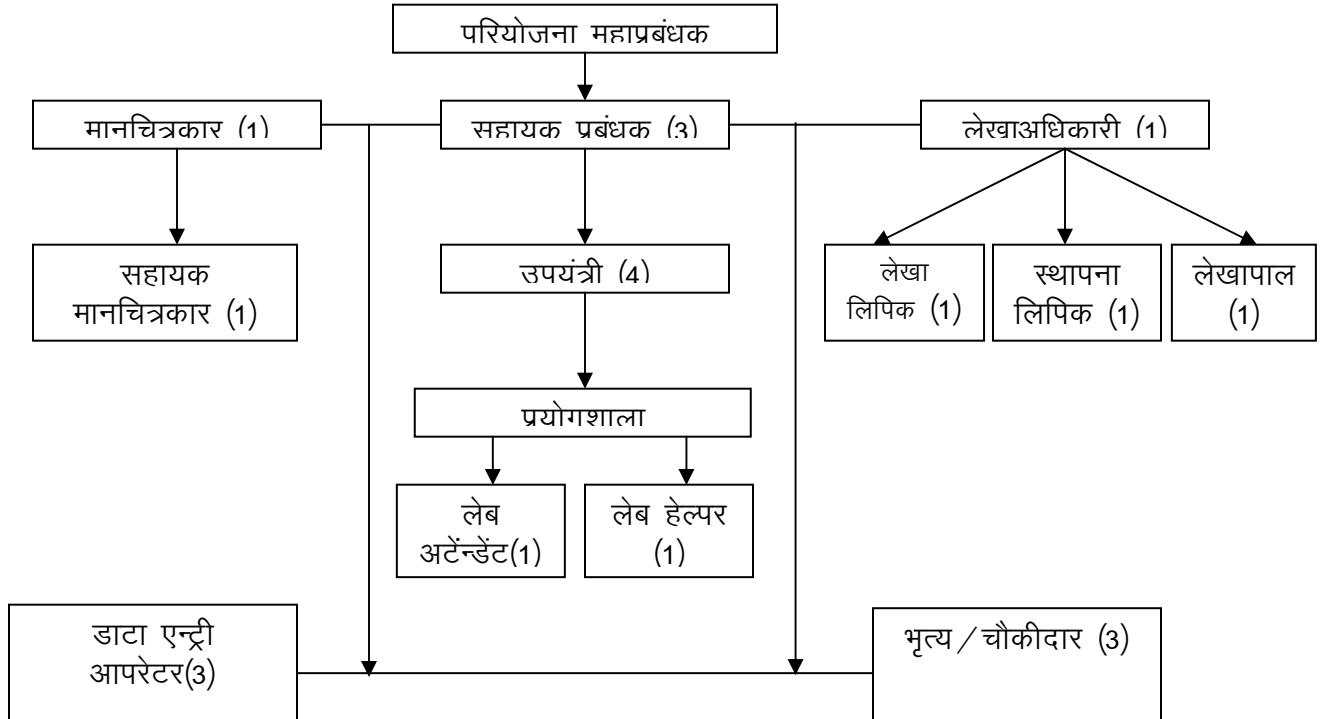 परियोजना महाप्रबंधक
मानचित्रकार (1)
सहायक प्रबंधक (3)
लेखाअधिकारी (1)
सहायक
मानचित्रकार (1)
उपयंत्री (4)
लेखा
लिपिक (1)
स्थापना
लिपिक (1)
लेखापाल
(1)
प्रयोगशाला
लेब
अटेंन्डेंट(1)
लेब हेल्पर
(1)
डाटा एन्ट्री
आपरेटर(3)
भृत्य/चौकीदार (3)